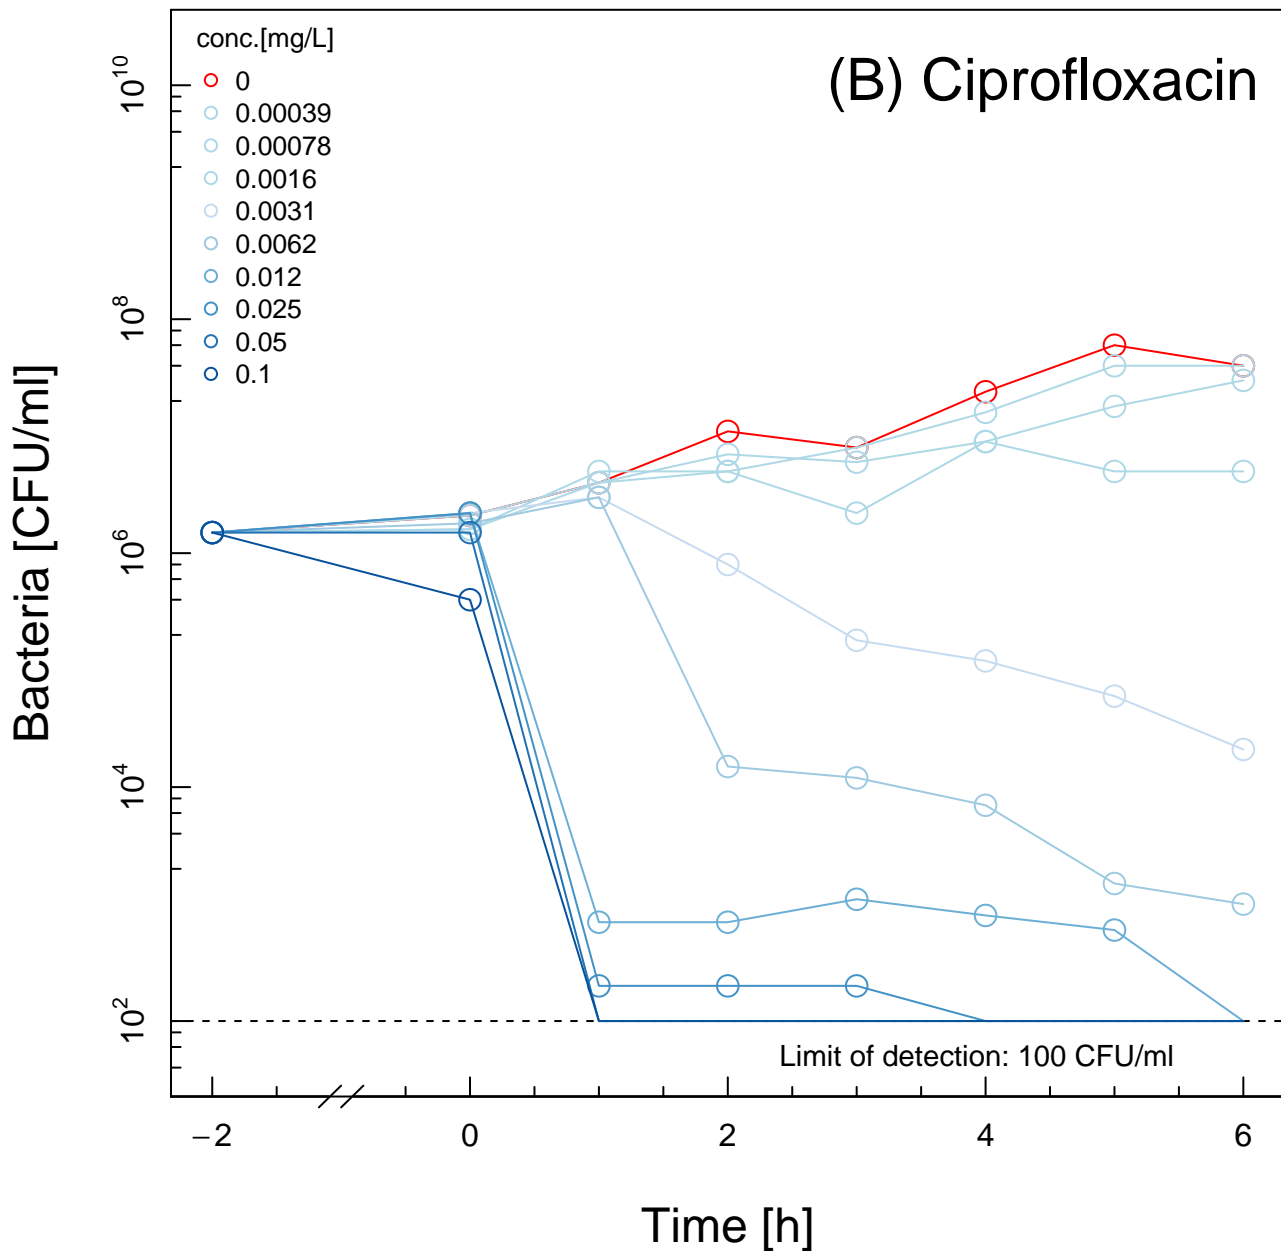 conc.[mg/L]
0
0.00039
0.00078
0.0016
0.0031
0.0062
0.012
0.025
0.05
0.1
(B) Ciprofloxacin
Bacteria [CFU/ml]
10^10
10^8
10^6
10^4
10^2
Limit of detection: 100 CFU/ml
−2 0 2 4 6
Time [h]